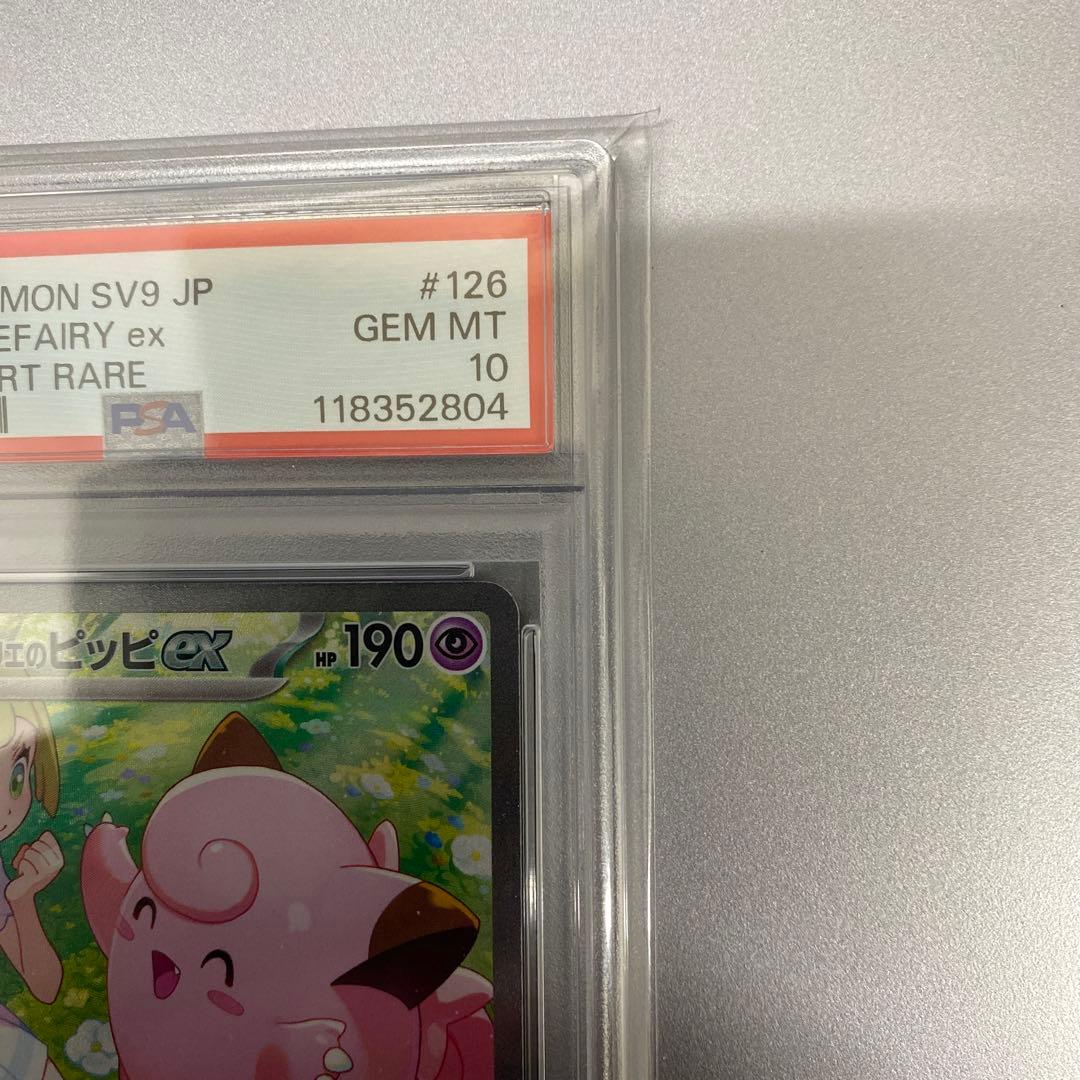 MON SV9 JP #126
EFAIRY ex GEM MT
RT RARE 10
PSA 118352804
ェのピッピex HP 190